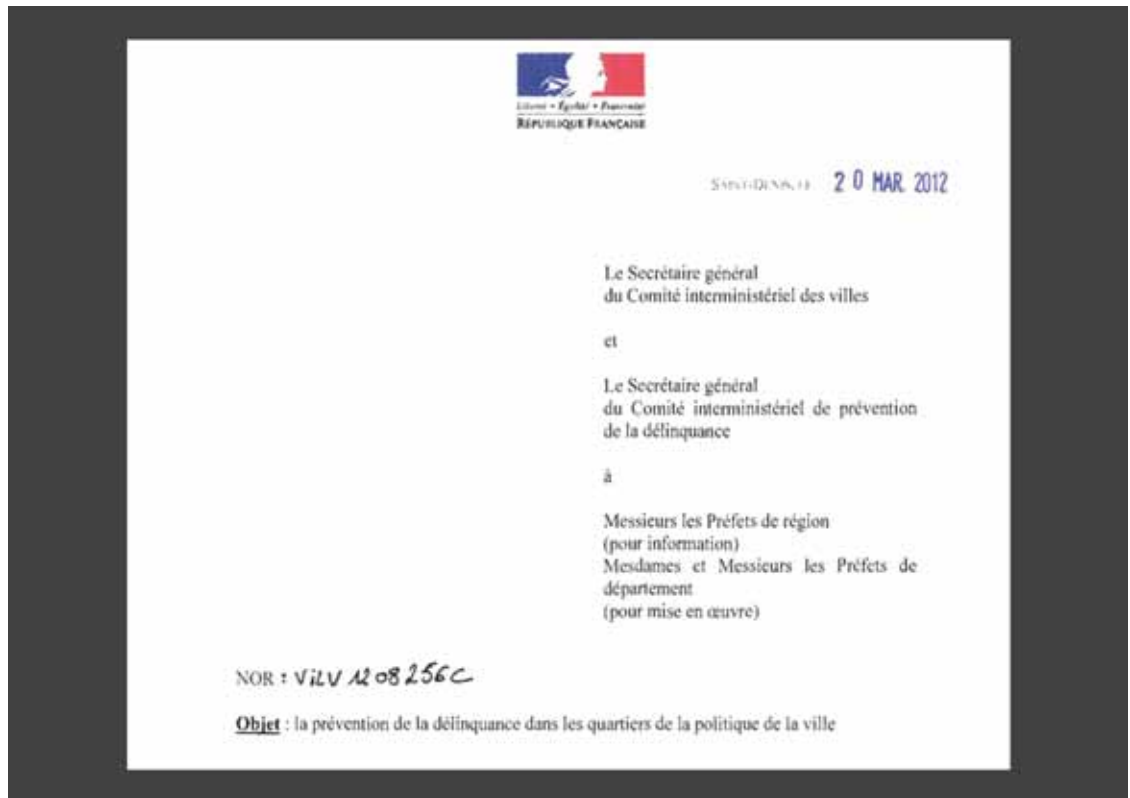 Liberté • Égalité • Fraternité
RÉPUBLIQUE FRANÇAISE
SAINT-DENIS, LE 20 MAR. 2012
Le Secrétaire général
du Comité interministériel des villes
et
Le Secrétaire général
du Comité interministériel de prévention
de la délinquance
à
Messieurs les Préfets de région
(pour information)
Mesdames et Messieurs les Préfets de
département
(pour mise en œuvre)
NOR : VILV 1208256C
Objet : la prévention de la délinquance dans les quartiers de la politique de la ville